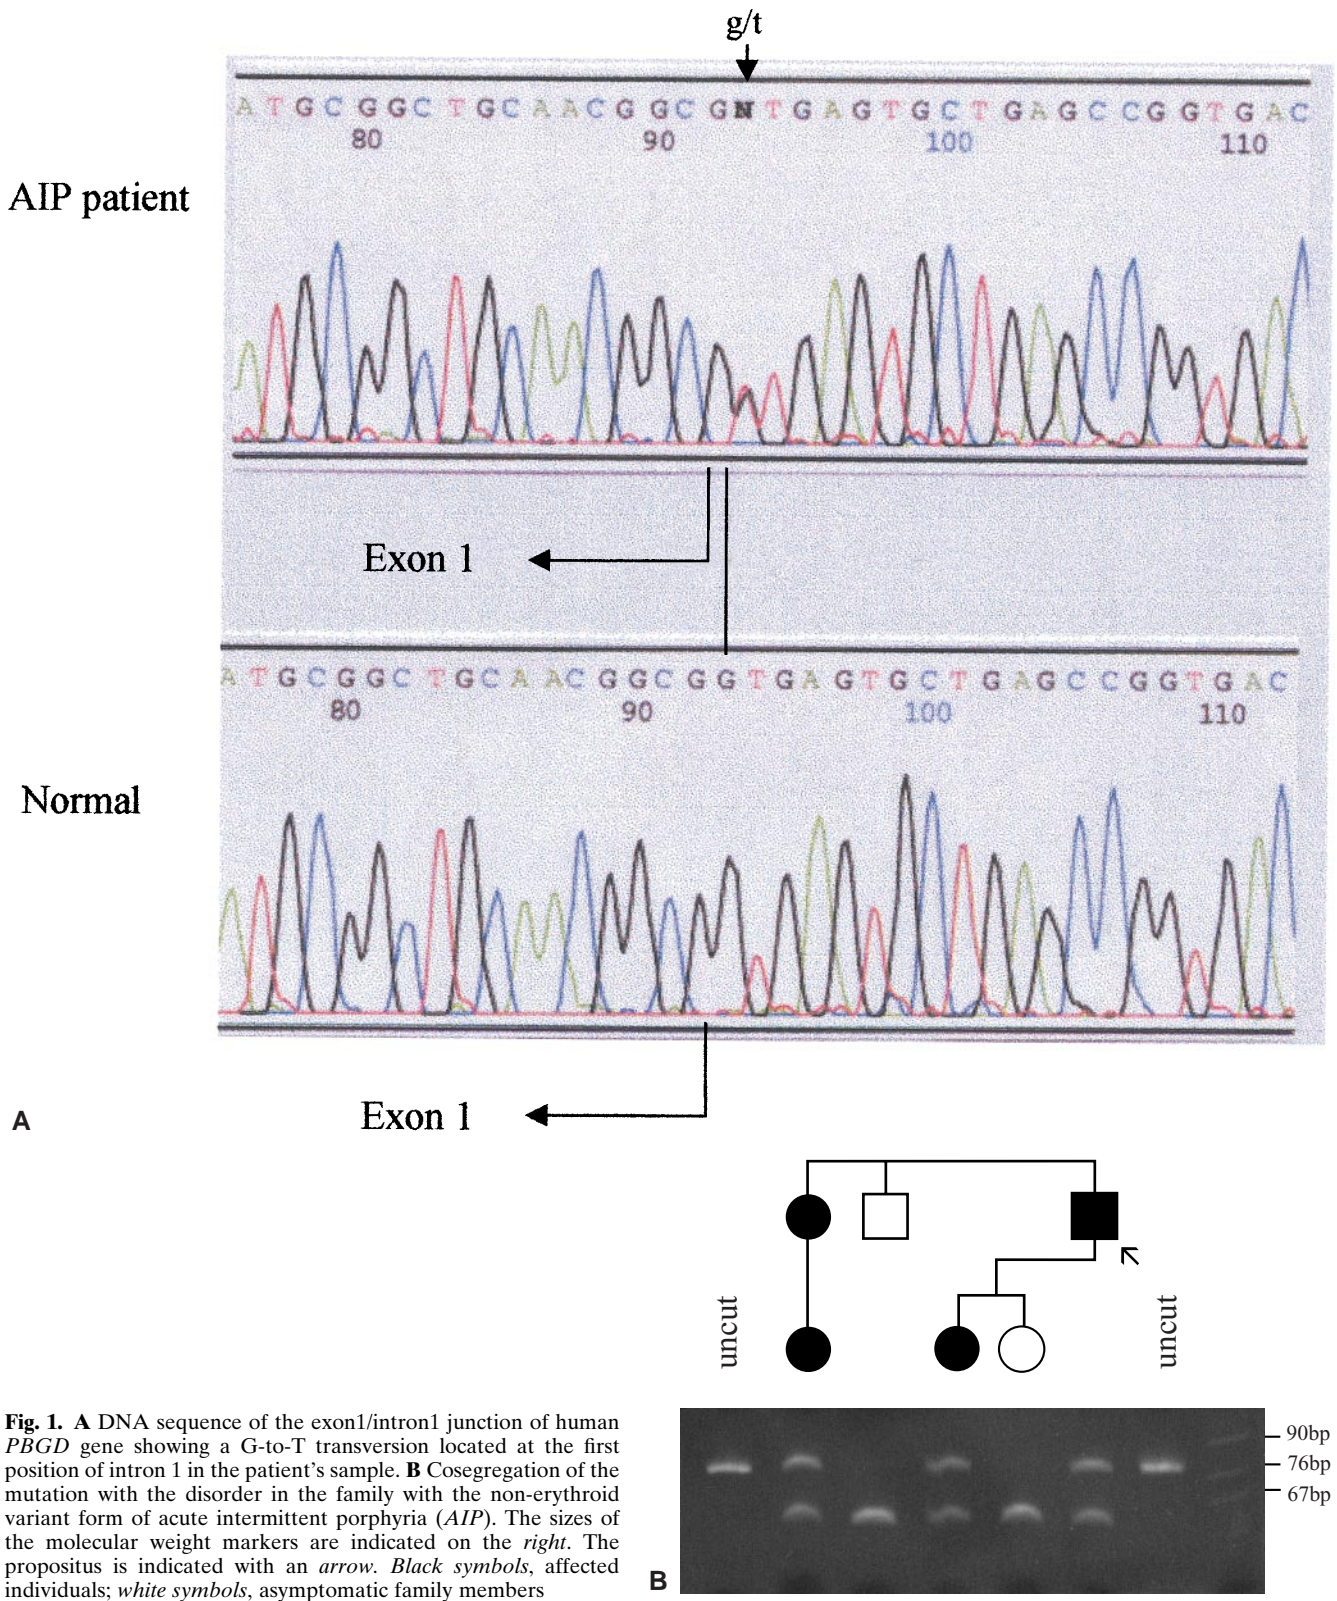 g/t
A T G C G G C T G C A A C G G C G N T G A G T G C T G A G C C G G T G A C
80 90 100 110
AIP patient
Exon 1
A T G C G G C T G C A A C G G C G G T G A G T G C T G A G C C G G T G A C
80 90 100 110
Normal
Exon 1
A
uncut
uncut
90bp
76bp
67bp
B
Fig. 1. A DNA sequence of the exon1/intron1 junction of human
PBGD gene showing a G-to-T transversion located at the first
position of intron 1 in the patient's sample. B Cosegregation of the
mutation with the disorder in the family with the non-erythroid
variant form of acute intermittent porphyria (AIP). The sizes of
the molecular weight markers are indicated on the right. The
propositus is indicated with an arrow. Black symbols, affected
individuals; white symbols, asymptomatic family members